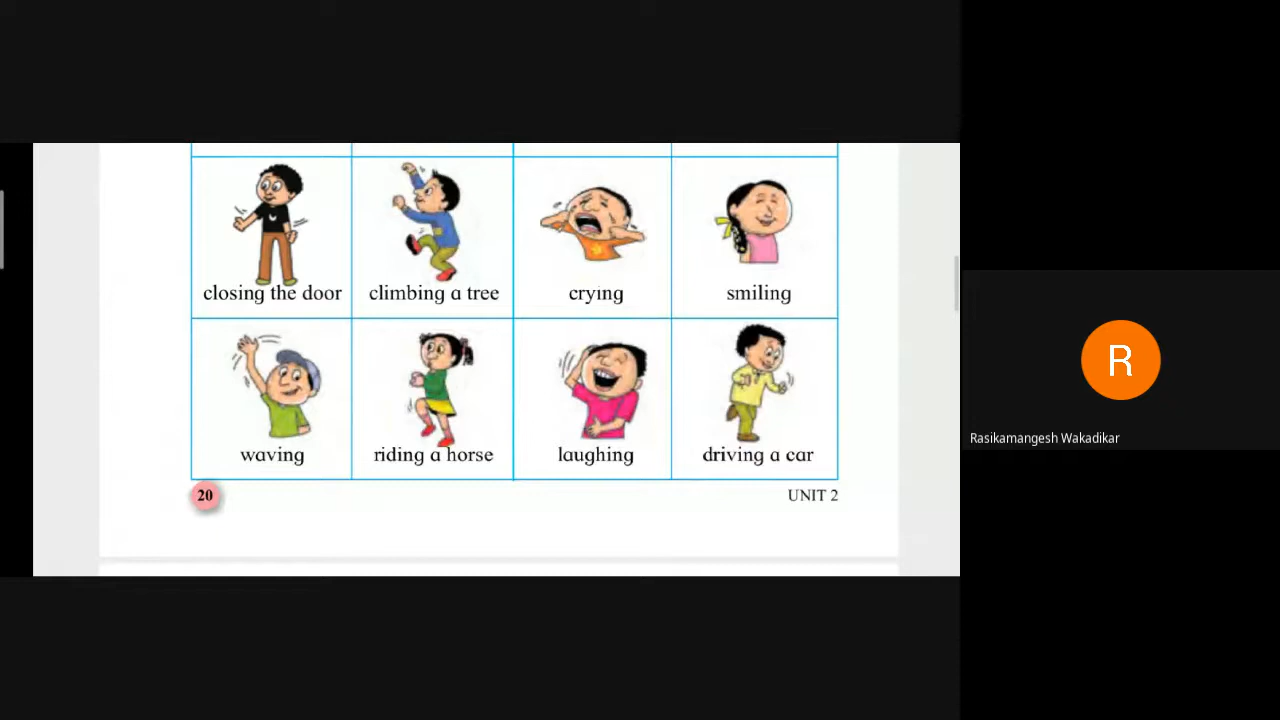 closing the door climbing a tree crying smiling
waving riding a horse laughing driving a car
20 UNIT 2
R
Rasikamangesh Wakadikar